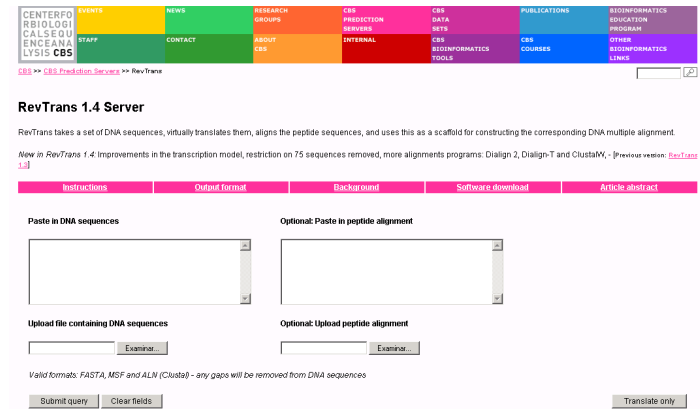 CENTERFO
RBIOLOGI
CALSEQU
ENCEANA
LYSIS CBS
EVENTS
NEWS
RESEARCH
GROUPS
CBS
PREDICTION
SERVERS
CBS
DATA
SETS
PUBLICATIONS
BIOINFORMATICS
EDUCATION
PROGRAM
STAFF
CONTACT
ABOUT
CBS
INTERNAL
CBS
BIOINFORMATICS
TOOLS
CBS
COURSES
OTHER
BIOINFORMATICS
LINKS
CBS >> CBS Prediction Servers >> RevTrans
RevTrans 1.4 Server
RevTrans takes a set of DNA sequences, virtually translates them, aligns the peptide sequences, and uses this as a scaffold for constructing the corresponding DNA multiple alignment.
New in RevTrans 1.4: Improvements in the transcription model, restriction on 75 sequences removed, more alignments programs: Dialign 2, Dialign-T and ClustalW, - [Previous version: RevTrans
1.3]
Instructions Output format Background Software download Article abstract
Paste in DNA sequences Optional: Paste in peptide alignment
Upload file containing DNA sequences Optional: Upload peptide alignment
Examinar... Examinar...
Valid formats: FASTA, MSF and ALN (Clustal) - any gaps will be removed from DNA sequences
Submit query Clear fields Translate only